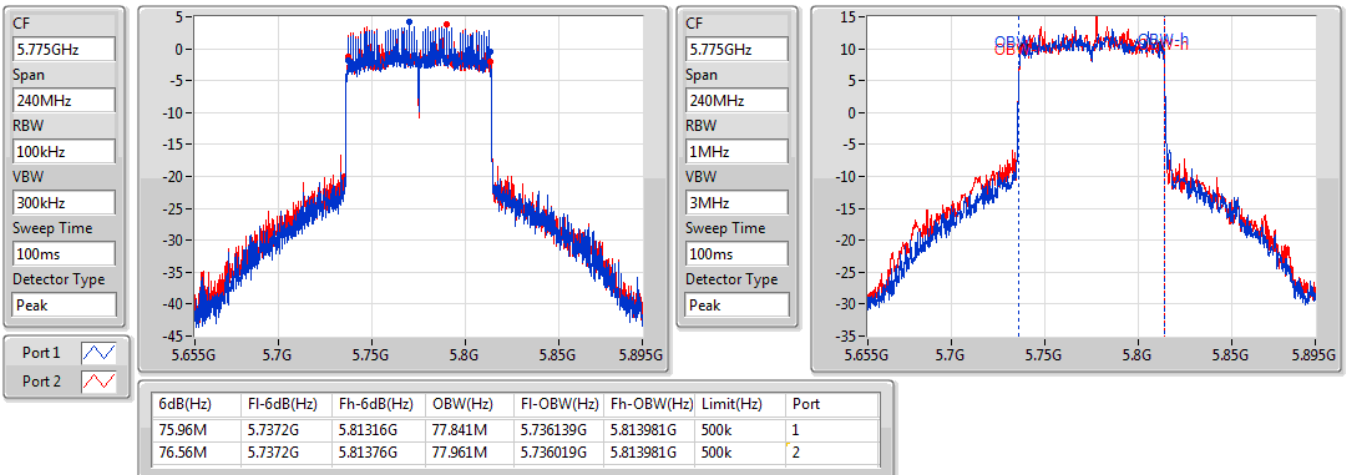 CF
5.775GHz
Span
240MHz
RBW
100kHz
VBW
300kHz
Sweep Time
100ms
Detector Type
Peak
Port 1
Port 2
5
0
-5
-10
-15
-20
-25
-30
-35
-40
-45
5.655G 5.7G 5.75G 5.8G 5.85G 5.895G
CF
5.775GHz
Span
240MHz
RBW
1MHz
VBW
3MHz
Sweep Time
100ms
Detector Type
Peak
15
10
5
0
-5
-10
-15
-20
-25
-30
-35
OBW-h
5.655G 5.7G 5.75G 5.8G 5.85G 5.895G
6dB(Hz) Fl-6dB(Hz) Fh-6dB(Hz) OBW(Hz) Fl-OBW(Hz) Fh-OBW(Hz) Limit(Hz) Port
75.96M 5.7372G 5.81316G 77.841M 5.736139G 5.813981G 500k 1
76.56M 5.7372G 5.81376G 77.961M 5.736019G 5.813981G 500k 2